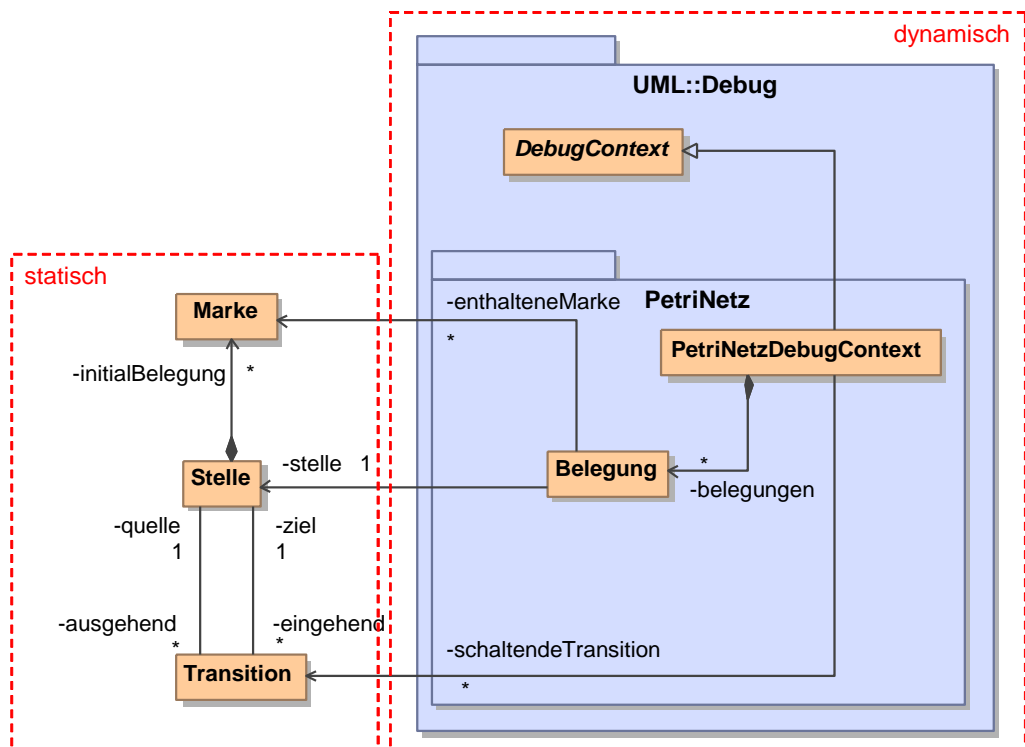 dynamisch
UML::Debug
DebugContext
statisch
Marke
-enthalteneMarke
*
PetriNetz
PetriNetzDebugContext
-initialBelegung
*
Stelle
-stelle 1
Belegung
*
-belegungen
-quelle
1
-ziel
1
-ausgehend
*
-eingehend
*
Transition
-schaltendeTransition
*